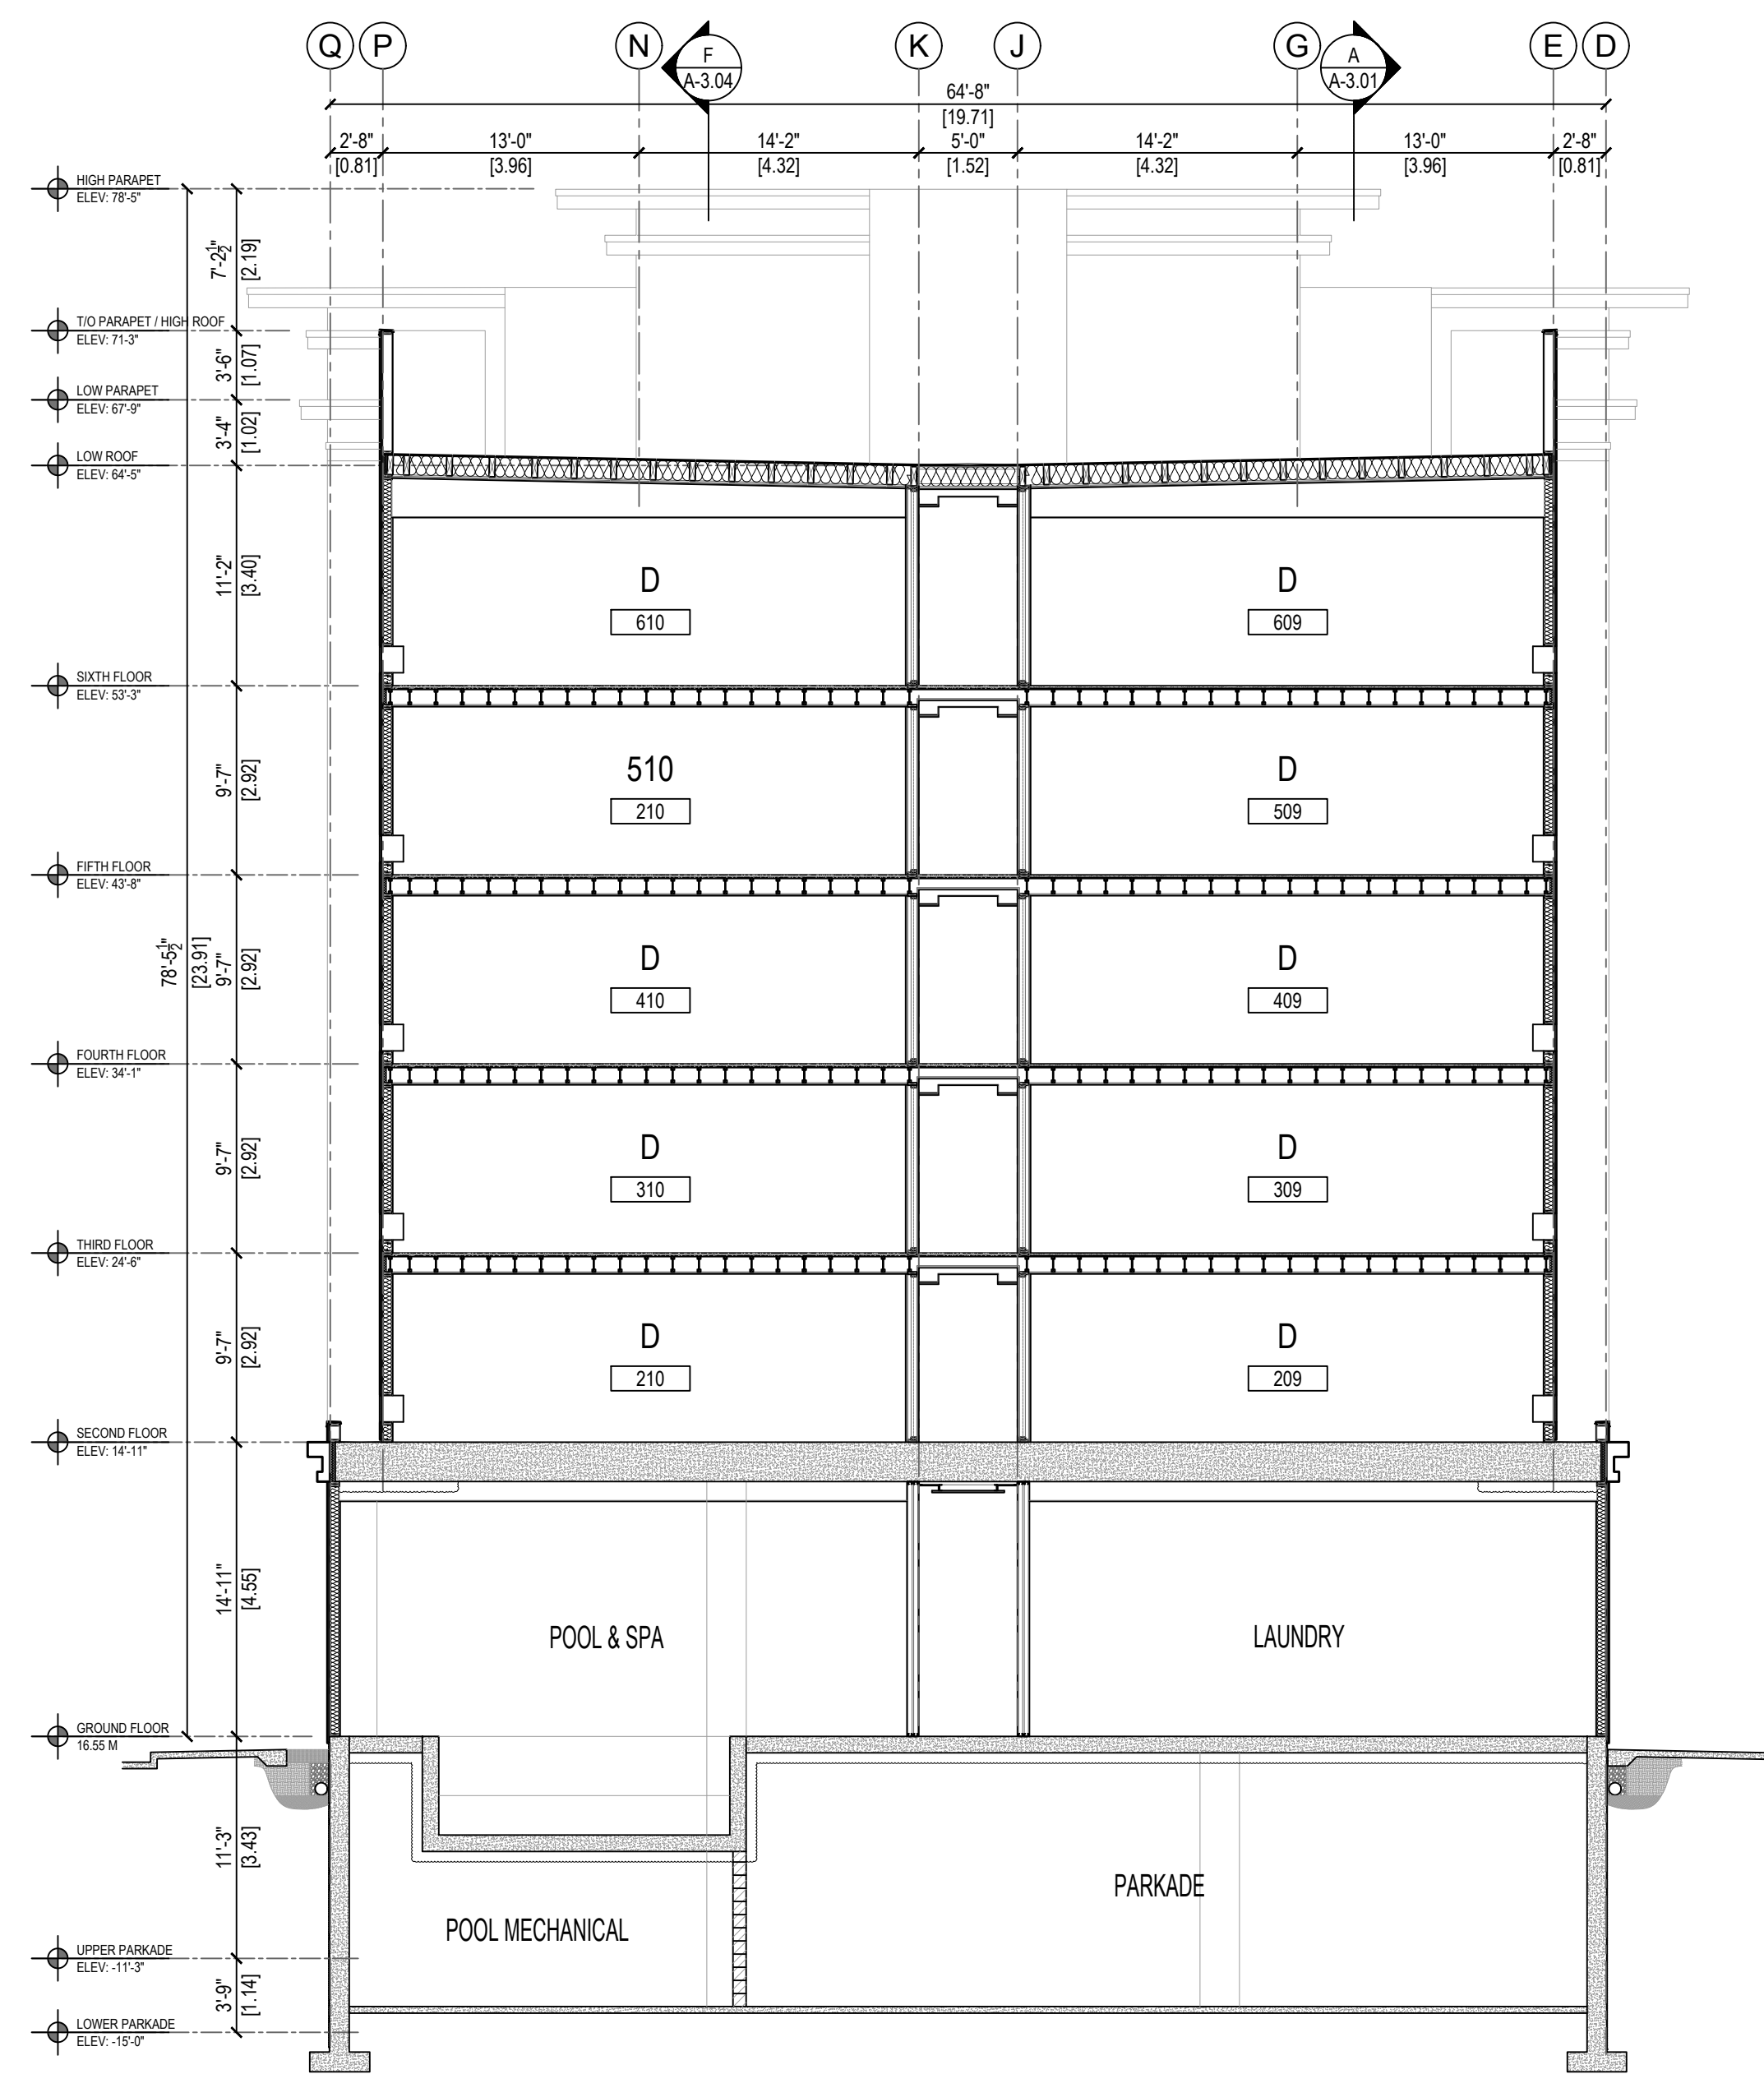 Q P N K J G E D
F
A-3.04
A
A-3.01
64'-8"
[19.71]
2'-8" 13'-0" 14'-2" 5'-0" 14'-2" 13'-0" 2'-8"
[0.81] [3.96] [4.32] [1.52] [4.32] [3.96] [0.81]
HIGH PARAPET
ELEV: 78'-5"
7'-2½"
[2.19]
T/O PARAPET / HIGH ROOF
ELEV: 71'-3"
3'-6"
[1.07]
LOW PARAPET
ELEV: 67'-9"
3'-4"
[1.02]
LOW ROOF
ELEV: 64'-5"
11'-2"
[3.40]
D D
610 609
SIXTH FLOOR
ELEV: 53'-3"
9'-7"
[2.92]
510 D
210 509
FIFTH FLOOR
ELEV: 43'-8"
78'-5½"
[23.91]
9'-7"
[2.92]
D D
410 409
FOURTH FLOOR
ELEV: 34'-1"
9'-7"
[2.92]
D D
310 309
THIRD FLOOR
ELEV: 24'-6"
9'-7"
[2.92]
D D
210 209
SECOND FLOOR
ELEV: 14'-11"
14'-11"
[4.55]
POOL & SPA LAUNDRY
GROUND FLOOR
16.55 M
11'-3"
[3.43]
PARKADE
POOL MECHANICAL
UPPER PARKADE
ELEV: -11'-3"
3'-9"
[1.14]
LOWER PARKADE
ELEV: -15'-0"